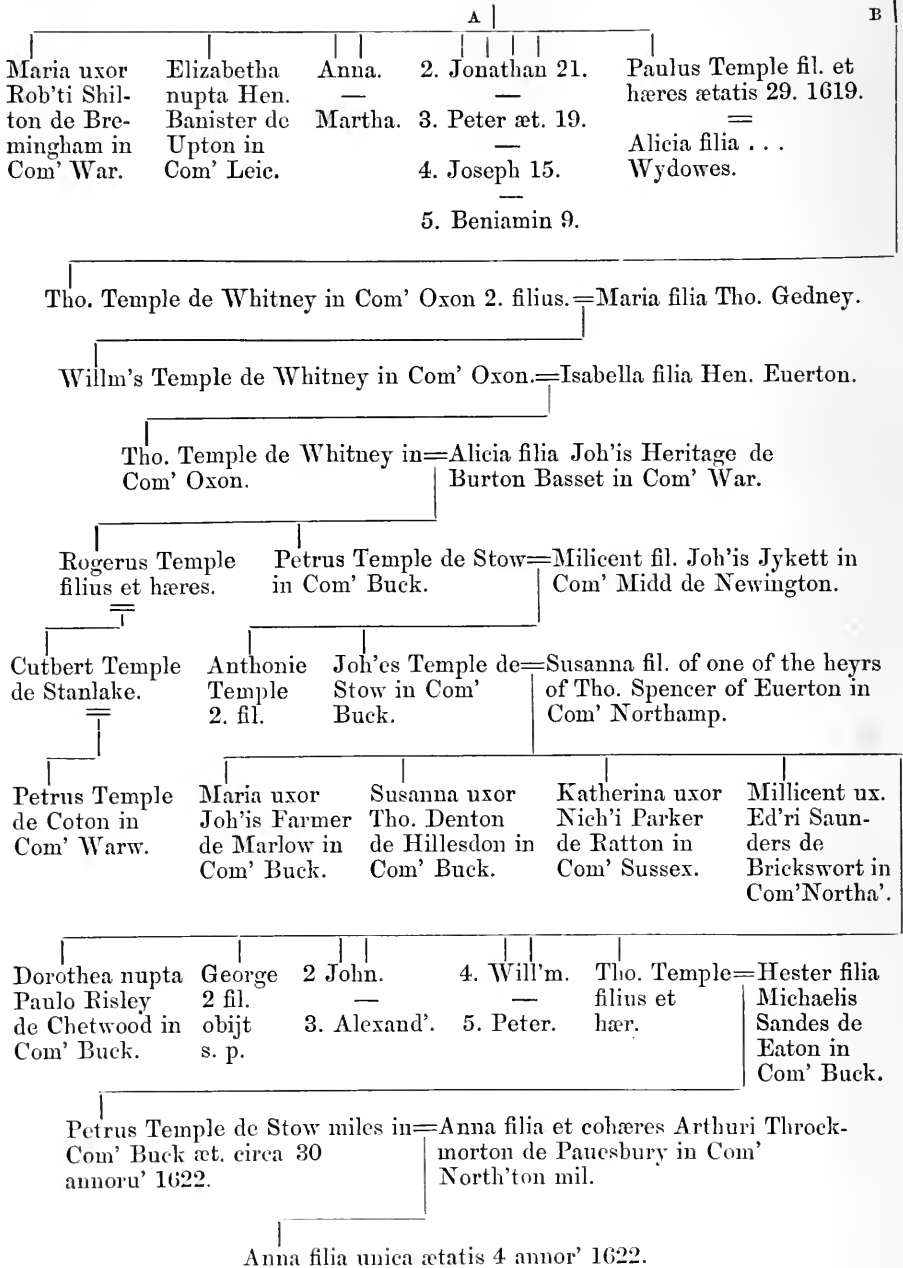 A B
Maria uxor
Rob'ti Shil-
ton de Bre-
mingham in
Com' War.
Elizabetha
nupta Hen.
Banister de
Upton in
Com' Leic.
Anna.
—
Martha.
2. Jonathan 21.
—
3. Peter æt. 19.
—
4. Joseph 15.
—
5. Beniamin 9.
Paulus Temple fil. et
hæres ætatis 29. 1619.
=
Alicia filia . . .
Wydowes.
Tho. Temple de Whitney in Com' Oxon 2. filius.=Maria filia Tho. Gedney.
Willm's Temple de Whitney in Com' Oxon.=Isabella filia Hen. Euerton.
Tho. Temple de Whitney in=Alicia filia Joh'is Heritage de
Com' Oxon. Burton Basset in Com' War.
Rogerus Temple
filius et hæres.
=
Petrus Temple de Stow=Milicent fil. Joh'is Jykett in
in Com' Buck. Com' Midd de Newington.
Cutbert Temple
de Stanlake.
=
Anthonie
Temple
2. fil.
Joh'es Temple de=Susanna fil. of one of the heyrs
Stow in Com' of Tho. Spencer of Euerton in
Buck. Com' Northamp.
Petrus Temple
de Coton in
Com' Warw.
Maria uxor
Joh'is Farmer
de Marlow in
Com' Buck.
Susanna uxor
Tho. Denton
de Hillesdon in
Com' Buck.
Katherina uxor
Nich'i Parker
de Ratton in
Com' Sussex.
Millicent ux.
Ed'ri Saun-
ders de
Brickswort in
Com'Northa'.
Dorothea nupta
Paulo Risley
de Chetwood in
Com' Buck.
George
2 fil.
obijt
s. p.
2 John.
—
3. Alexand'.
4. Will'm.
—
5. Peter.
Tho. Temple=Hester filia
filius et Michaelis
hær. Sandes de
Eaton in
Com' Buck.
Petrus Temple de Stow miles in=Anna filia et cohæres Arthuri Throck-
Com' Buck æt. circa 30 morton de Pauesbury in Com'
annoru' 1622. North'ton mil.
Anna filia unica ætatis 4 annor' 1622.